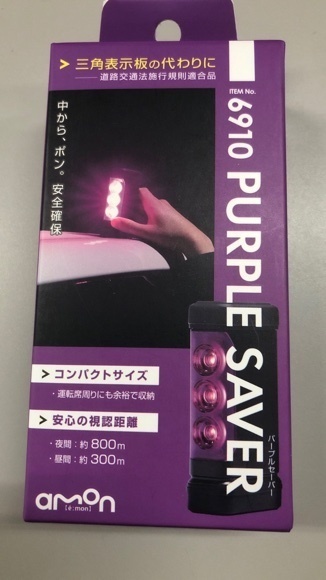 三角表示板の代わりに
道路交通法施行規則適合品
ITEM No.
6910 PURPLE SAVER
パープルセーバー
中から、ポン。安全確保
コンパクトサイズ
・運転席周りにも余裕で収納
安心の視認距離
・夜間：約800m
・昼間：約300m
amon
[é:mon]